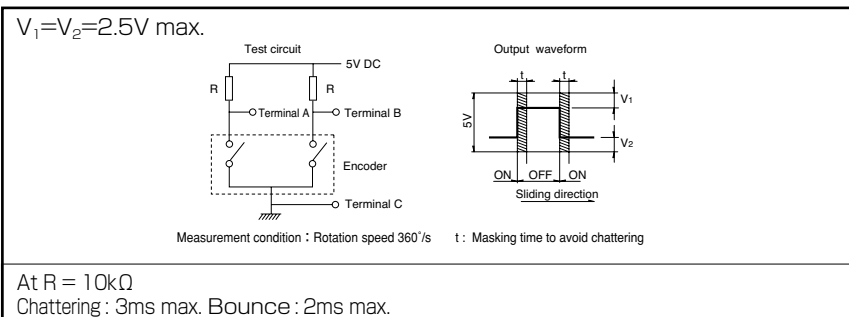 V₁=V₂=2.5V max.
Test circuit
5V DC
R
R
Terminal A
Terminal B
Encoder
Terminal C
Output waveform
t
t
V₁
5V
V₂
ON OFF ON
Sliding direction
Measurement condition : Rotation speed 360°/s t : Masking time to avoid chattering
At R = 10kΩ
Chattering : 3ms max. Bounce : 2ms max.